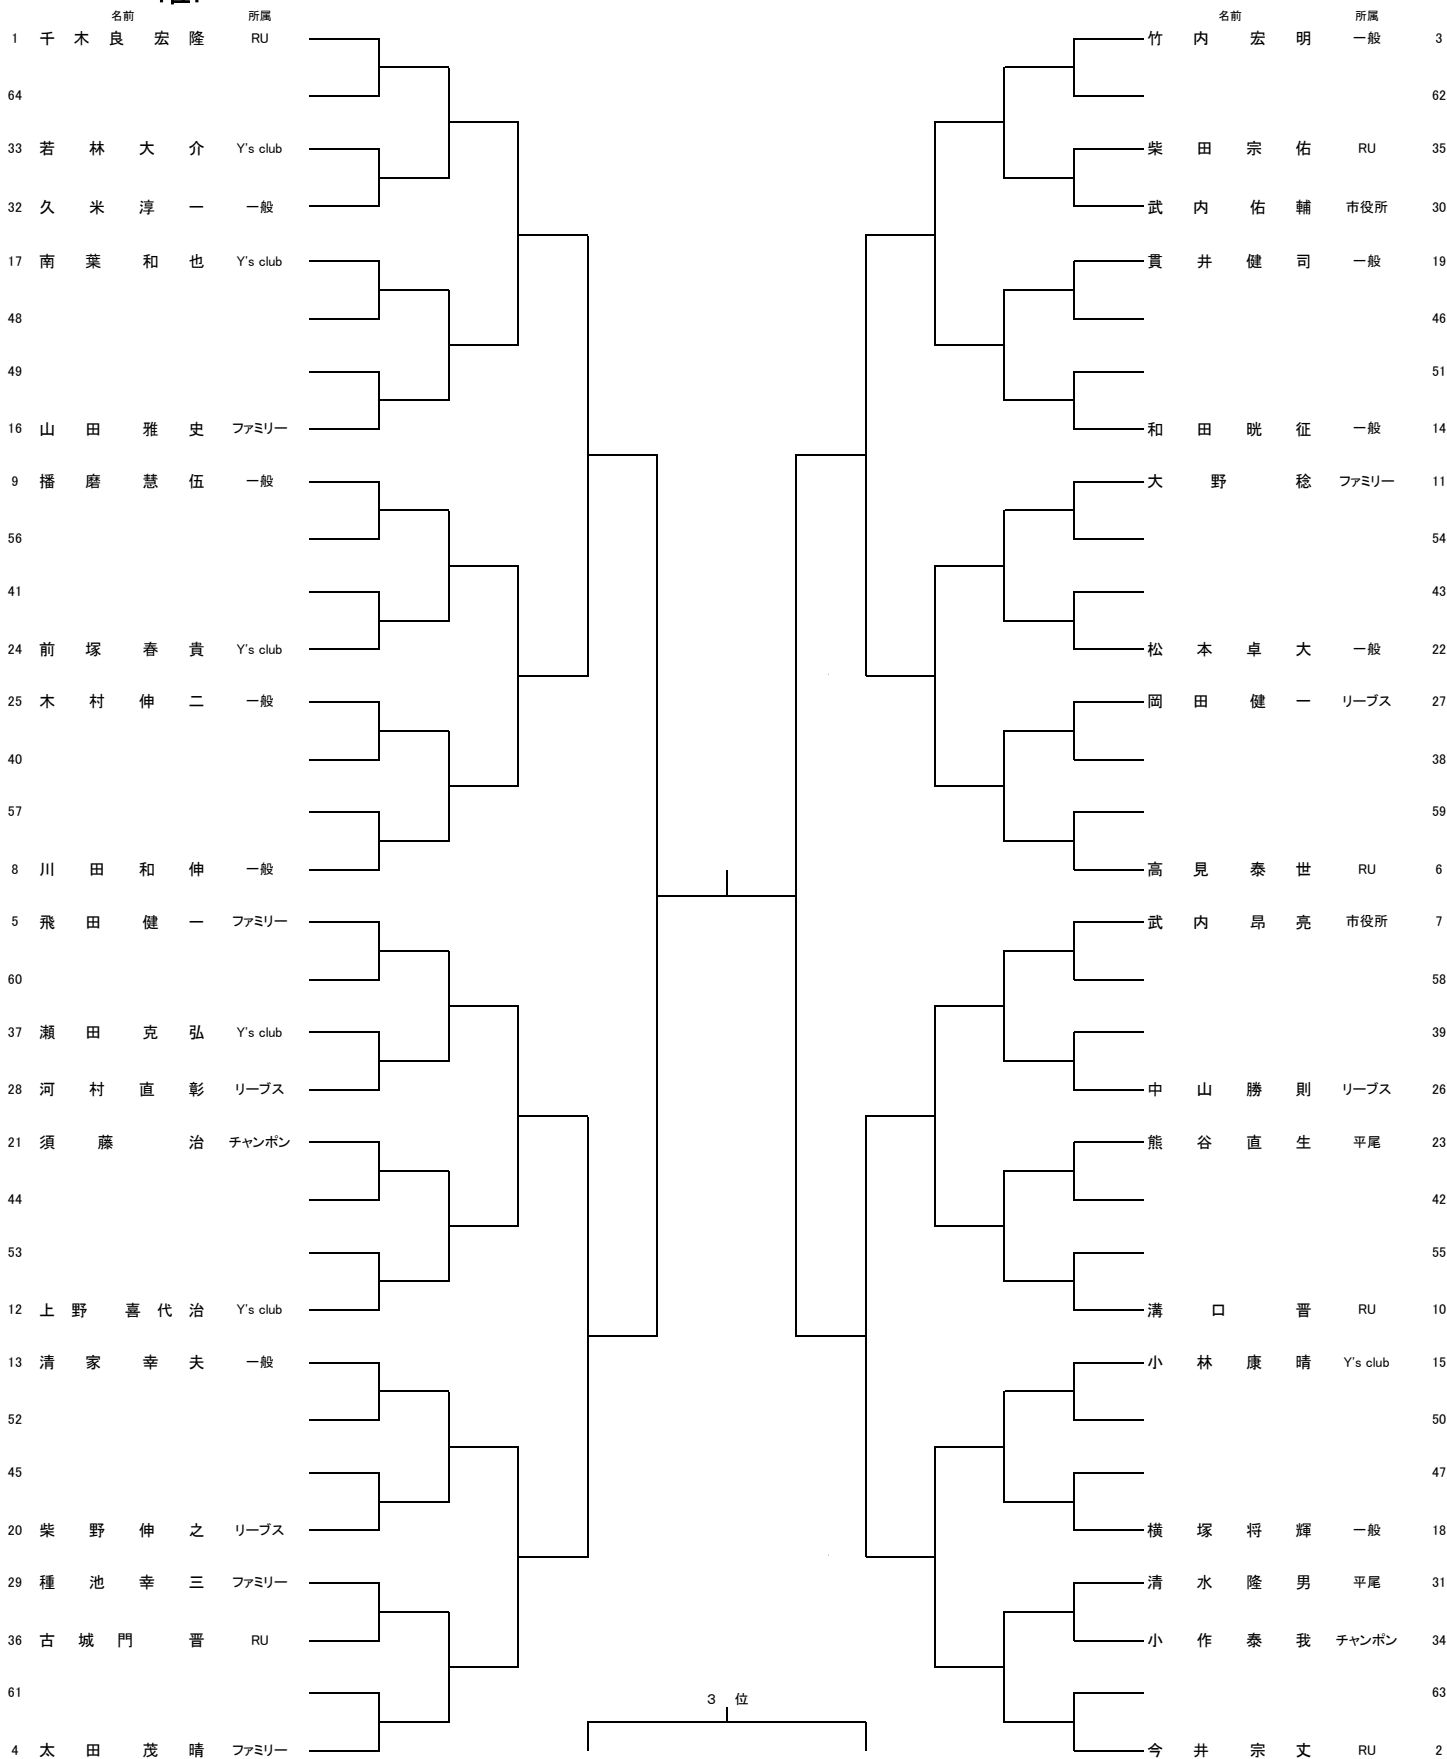 名前 所属
1 千木良 宏隆 RU
64
33 若林大介 Y's club
32 久米淳一 一般
17 南葉 和也 Y's club
48
49
16 山田 雅史 ファミリー
9 播磨 慧伍 一般
56
41
24 前塚 春貴 Y's club
25 木村伸二 一般
40
57
8 川田和伸 一般
5 飛田 健一 ファミリー
60
37 瀬田 克弘 Y's club
28 河村直彰 リーブス
21 須藤 治 チャンポン
44
53
12 上野 喜代治 Y's club
13 清家 幸夫 一般
52
45
20 柴野伸之 リーブス
29 種池幸三 ファミリー
36 古城門 晋 RU
61
4 太田 茂晴 ファミリー
名前 所属
竹内 宏明 一般 3
62
柴田宗佑 RU 35
武内 佑輔 市役所 30
貫井健司 一般 19
46
51
和田晄征 一般 14
大野 稔 ファミリー 11
54
43
松本卓大 一般 22
岡田 健一 リーブス 27
38
59
高見 泰世 RU 6
武内 昂亮 市役所 7
58
39
中山勝則 リーブス 26
熊谷直生 平尾 23
42
55
溝口 晋 RU 10
小林康晴 Y's club 15
50
47
横塚将輝 一般 18
清水隆男 平尾 31
小作泰我 チャンポン 34
63
今井 宗丈 RU 2
3 位